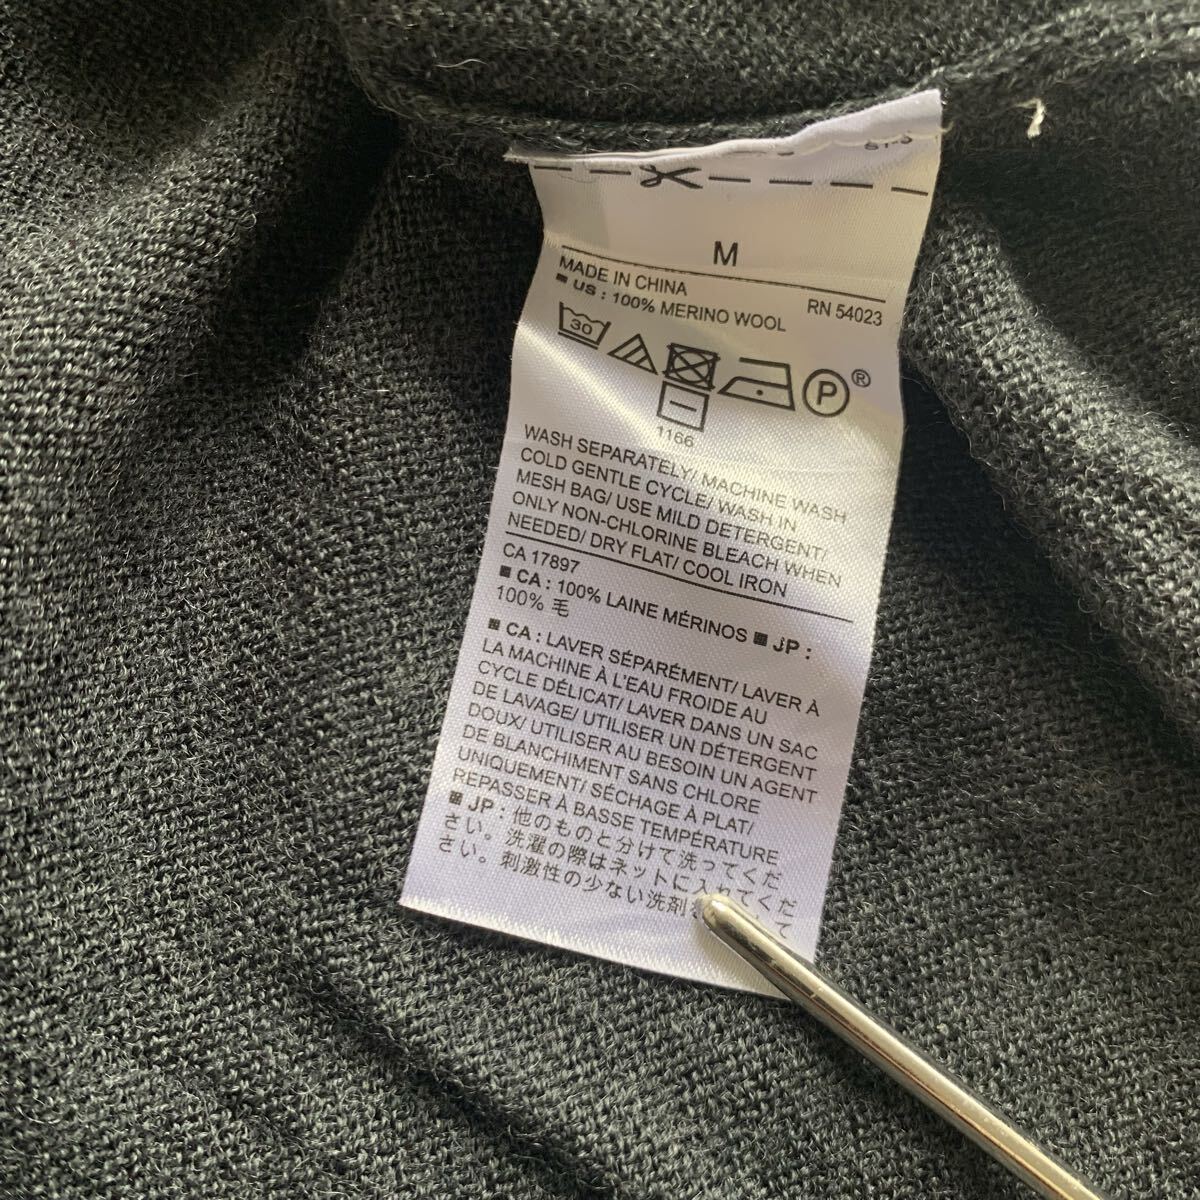 M
MADE IN CHINA
RN 54023
■ US : 100% MERINO WOOL
30
P®
1166
WASH SEPARATELY/ MACHINE WASH
COLD GENTLE CYCLE/ WASH IN
MESH BAG/ USE MILD DETERGENT/
ONLY NON-CHLORINE BLEACH WHEN
NEEDED/ DRY FLAT/ COOL IRON
CA 17897
■ CA : 100% LAINE MÉRINOS ■ JP :
100% 毛
■ CA : LAVER SÉPARÉMENT/ LAVER À
LA MACHINE À L'EAU FROIDE AU
CYCLE DÉLICAT/ LAVER DANS UN SAC
DE LAVAGE/ UTILISER UN DÉTERGENT
DOUX/ UTILISER AU BESOIN UN AGENT
DE BLANCHIMENT SANS CHLORE
UNIQUEMENT/ SÉCHAGE À PLAT/
REPASSER À BASSE TEMPÉRATURE
■ JP : 他のものと分けて洗ってくだ
さい。洗濯の際はネットに入れてくだ
さい。刺激性の少ない洗剤を